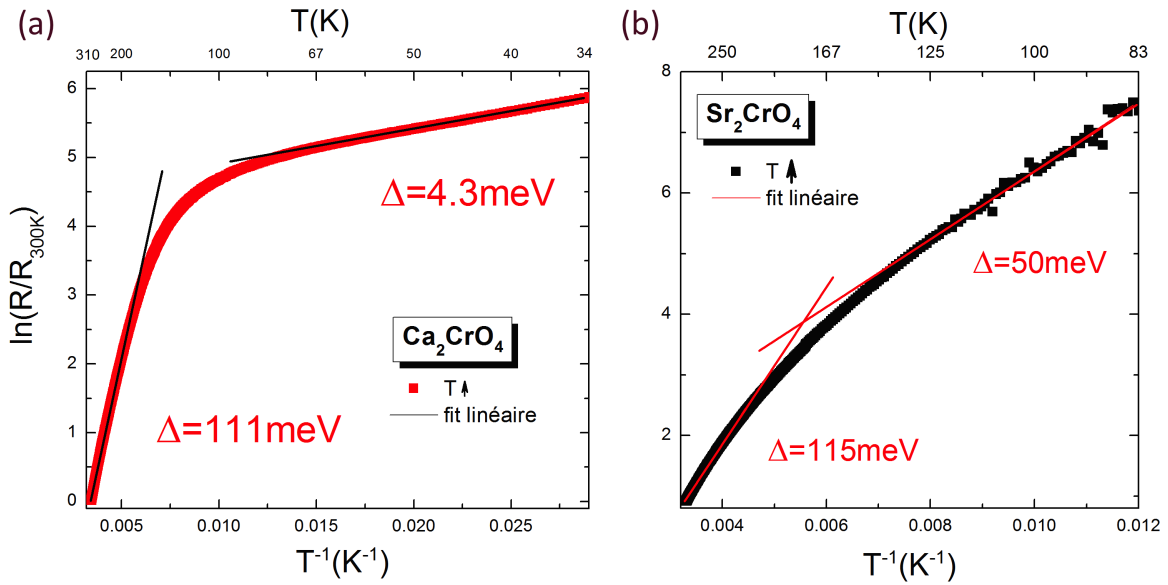 (a)
T(K)
310 200 100 67 50 40 34
6
5
4
3
2
1
0
ln(R/R300K)
Δ=4.3meV
Ca2CrO4
T
fit linéaire
Δ=111meV
0.005 0.010 0.015 0.020 0.025
T-1(K-1)
(b)
T(K)
250 167 125 100 83
8
6
4
2
Sr2CrO4
T
fit linéaire
Δ=50meV
Δ=115meV
0.004 0.006 0.008 0.010 0.012
T-1(K-1)